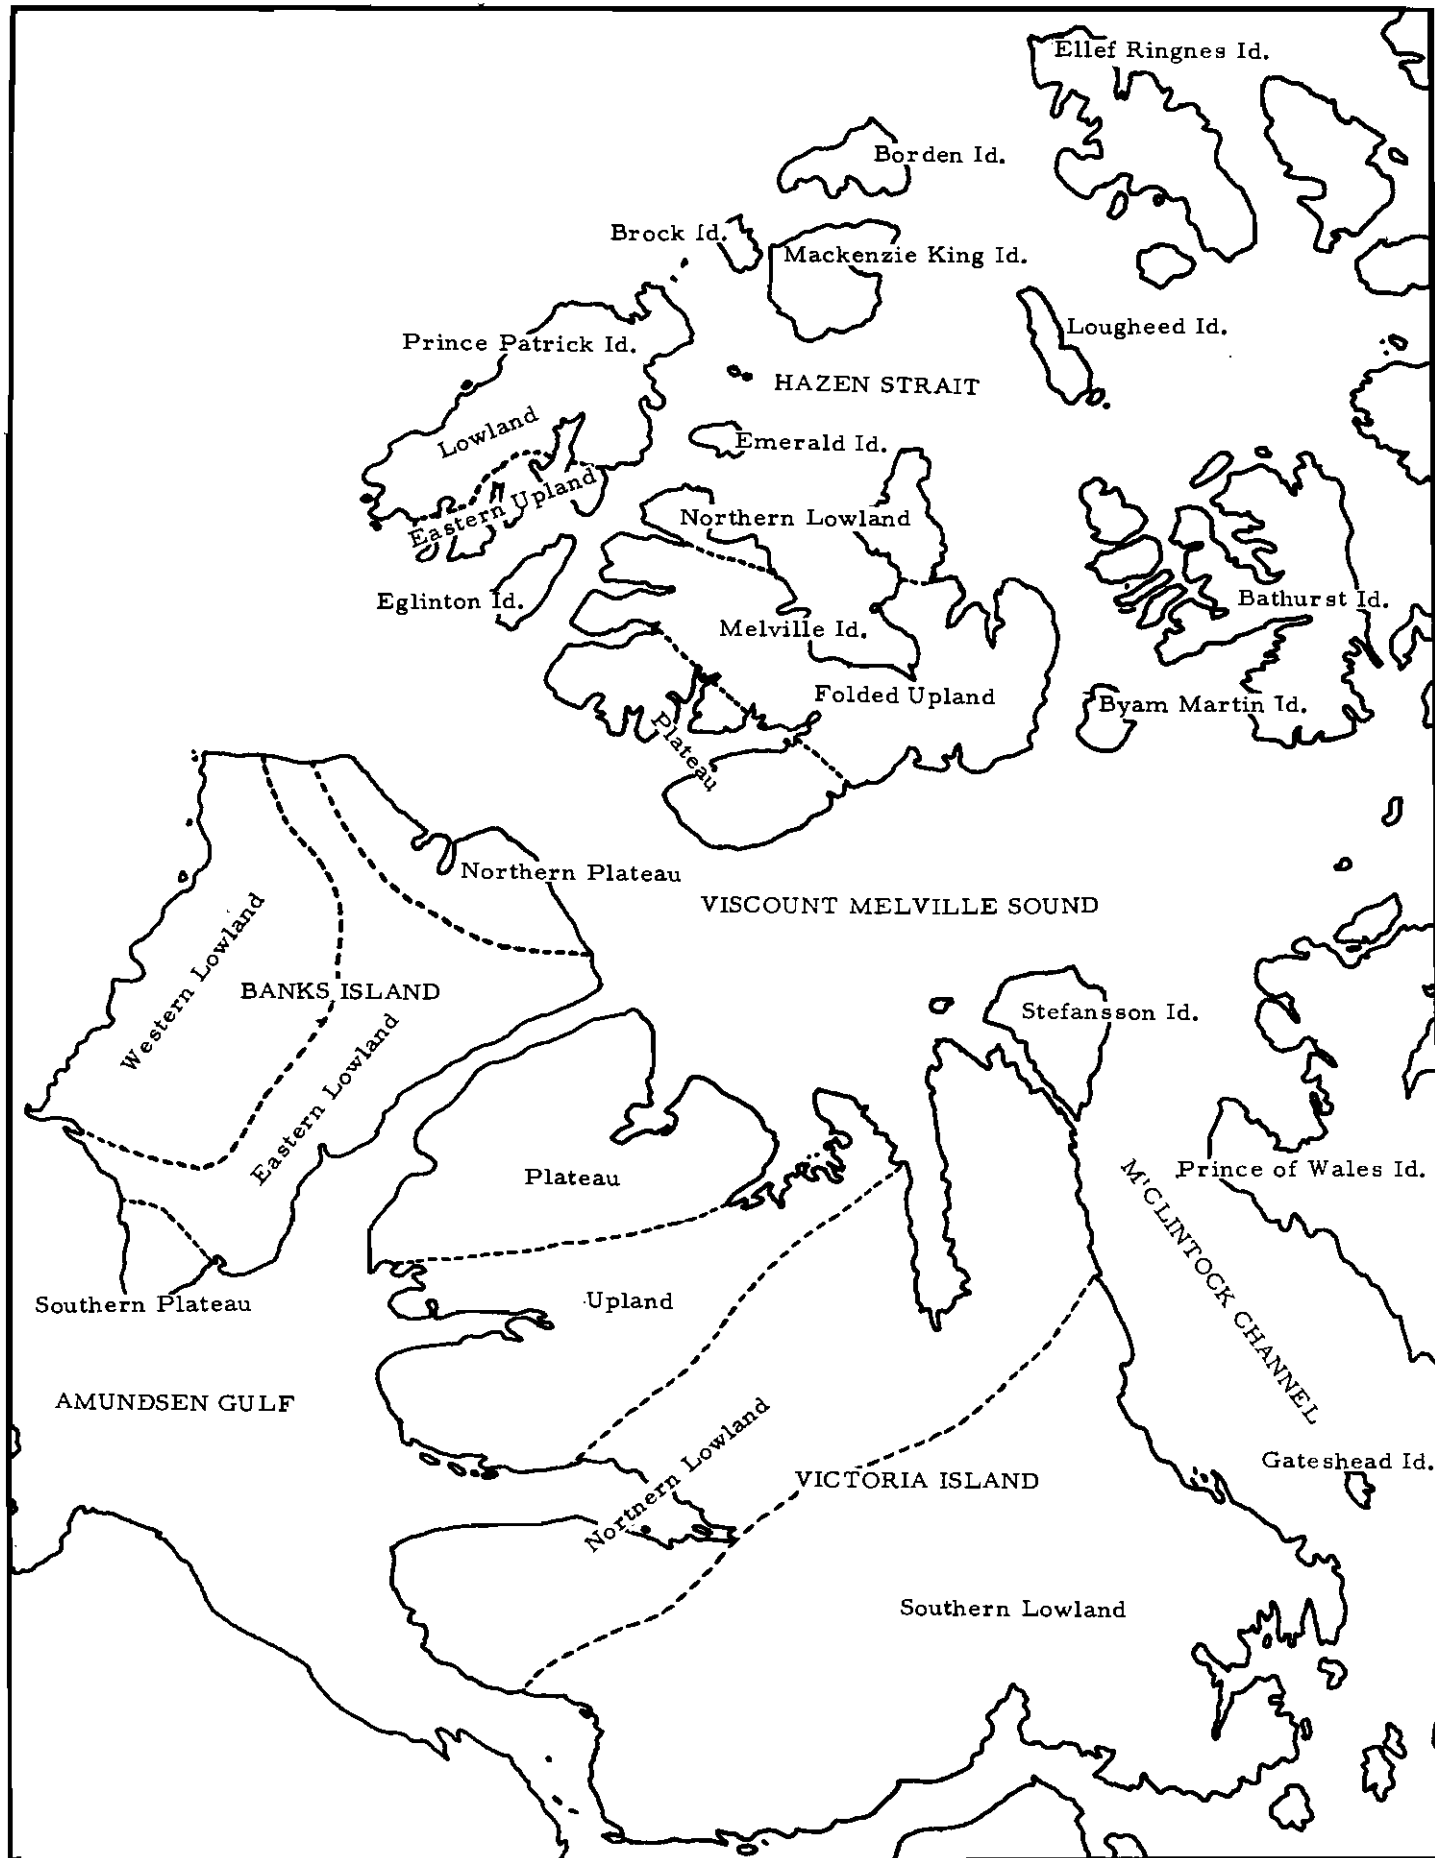 Ellef Ringnes Id.
Borden Id.
Brock Id.
Mackenzie King Id.
Lougheed Id.
Prince Patrick Id.
HAZEN STRAIT
Lowland
Emerald Id.
Eastern Upland
Northern Lowland
Eglinton Id.
Bathurst Id.
Melville Id.
Folded Upland
Byam Martin Id.
Plateau
Northern Plateau
VISCOUNT MELVILLE SOUND
Western Lowland
BANKS ISLAND
Stefansson Id.
Eastern Lowland
Plateau
Prince of Wales Id.
M'CLINTOCK CHANNEL
Southern Plateau
Upland
AMUNDSEN GULF
Gateshead Id.
Nortnern Lowland
VICTORIA ISLAND
Southern Lowland